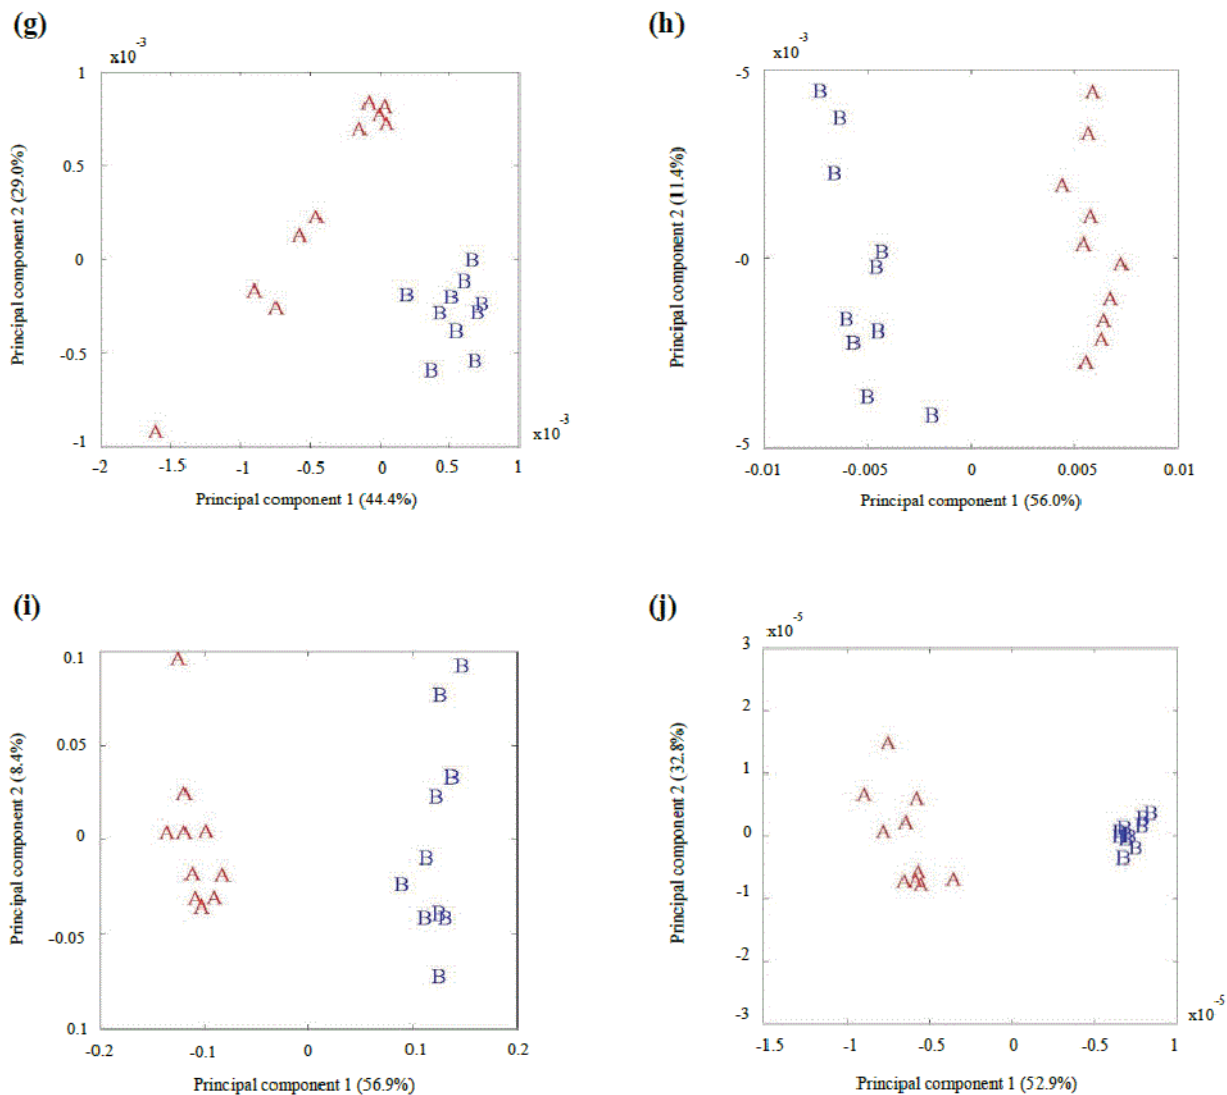 (g)
x10-3
1
0.5
0
-0.5
-1
Principal component 2 (29.0%)
A A A A A
A A
A A
A
B B B B B B B B B B
-2 -1.5 -1 -0.5 0 0.5 1
x10-3
Principal component 1 (44.4%)
(h)
x10-3
-5
-0
-5
Principal component 2 (11.4%)
B B B B B B B B B B
A A A A A A A A A A
-0.01 -0.005 0 0.005 0.01
Principal component 1 (56.0%)
(i)
0.1
0.05
0
-0.05
0.1
Principal component 2 (8.4%)
A A A A A A A A A A
B B B B B B B B B B
-0.2 -0.1 0 0.1 0.2
Principal component 1 (56.9%)
(j)
x10-5
3
2
1
0
-1
-2
-3
Principal component 2 (32.8%)
A A A A A A A A A A
B B B B B B B B B B
-1.5 -1 -0.5 0 -0.5 1
x10-5
Principal component 1 (52.9%)